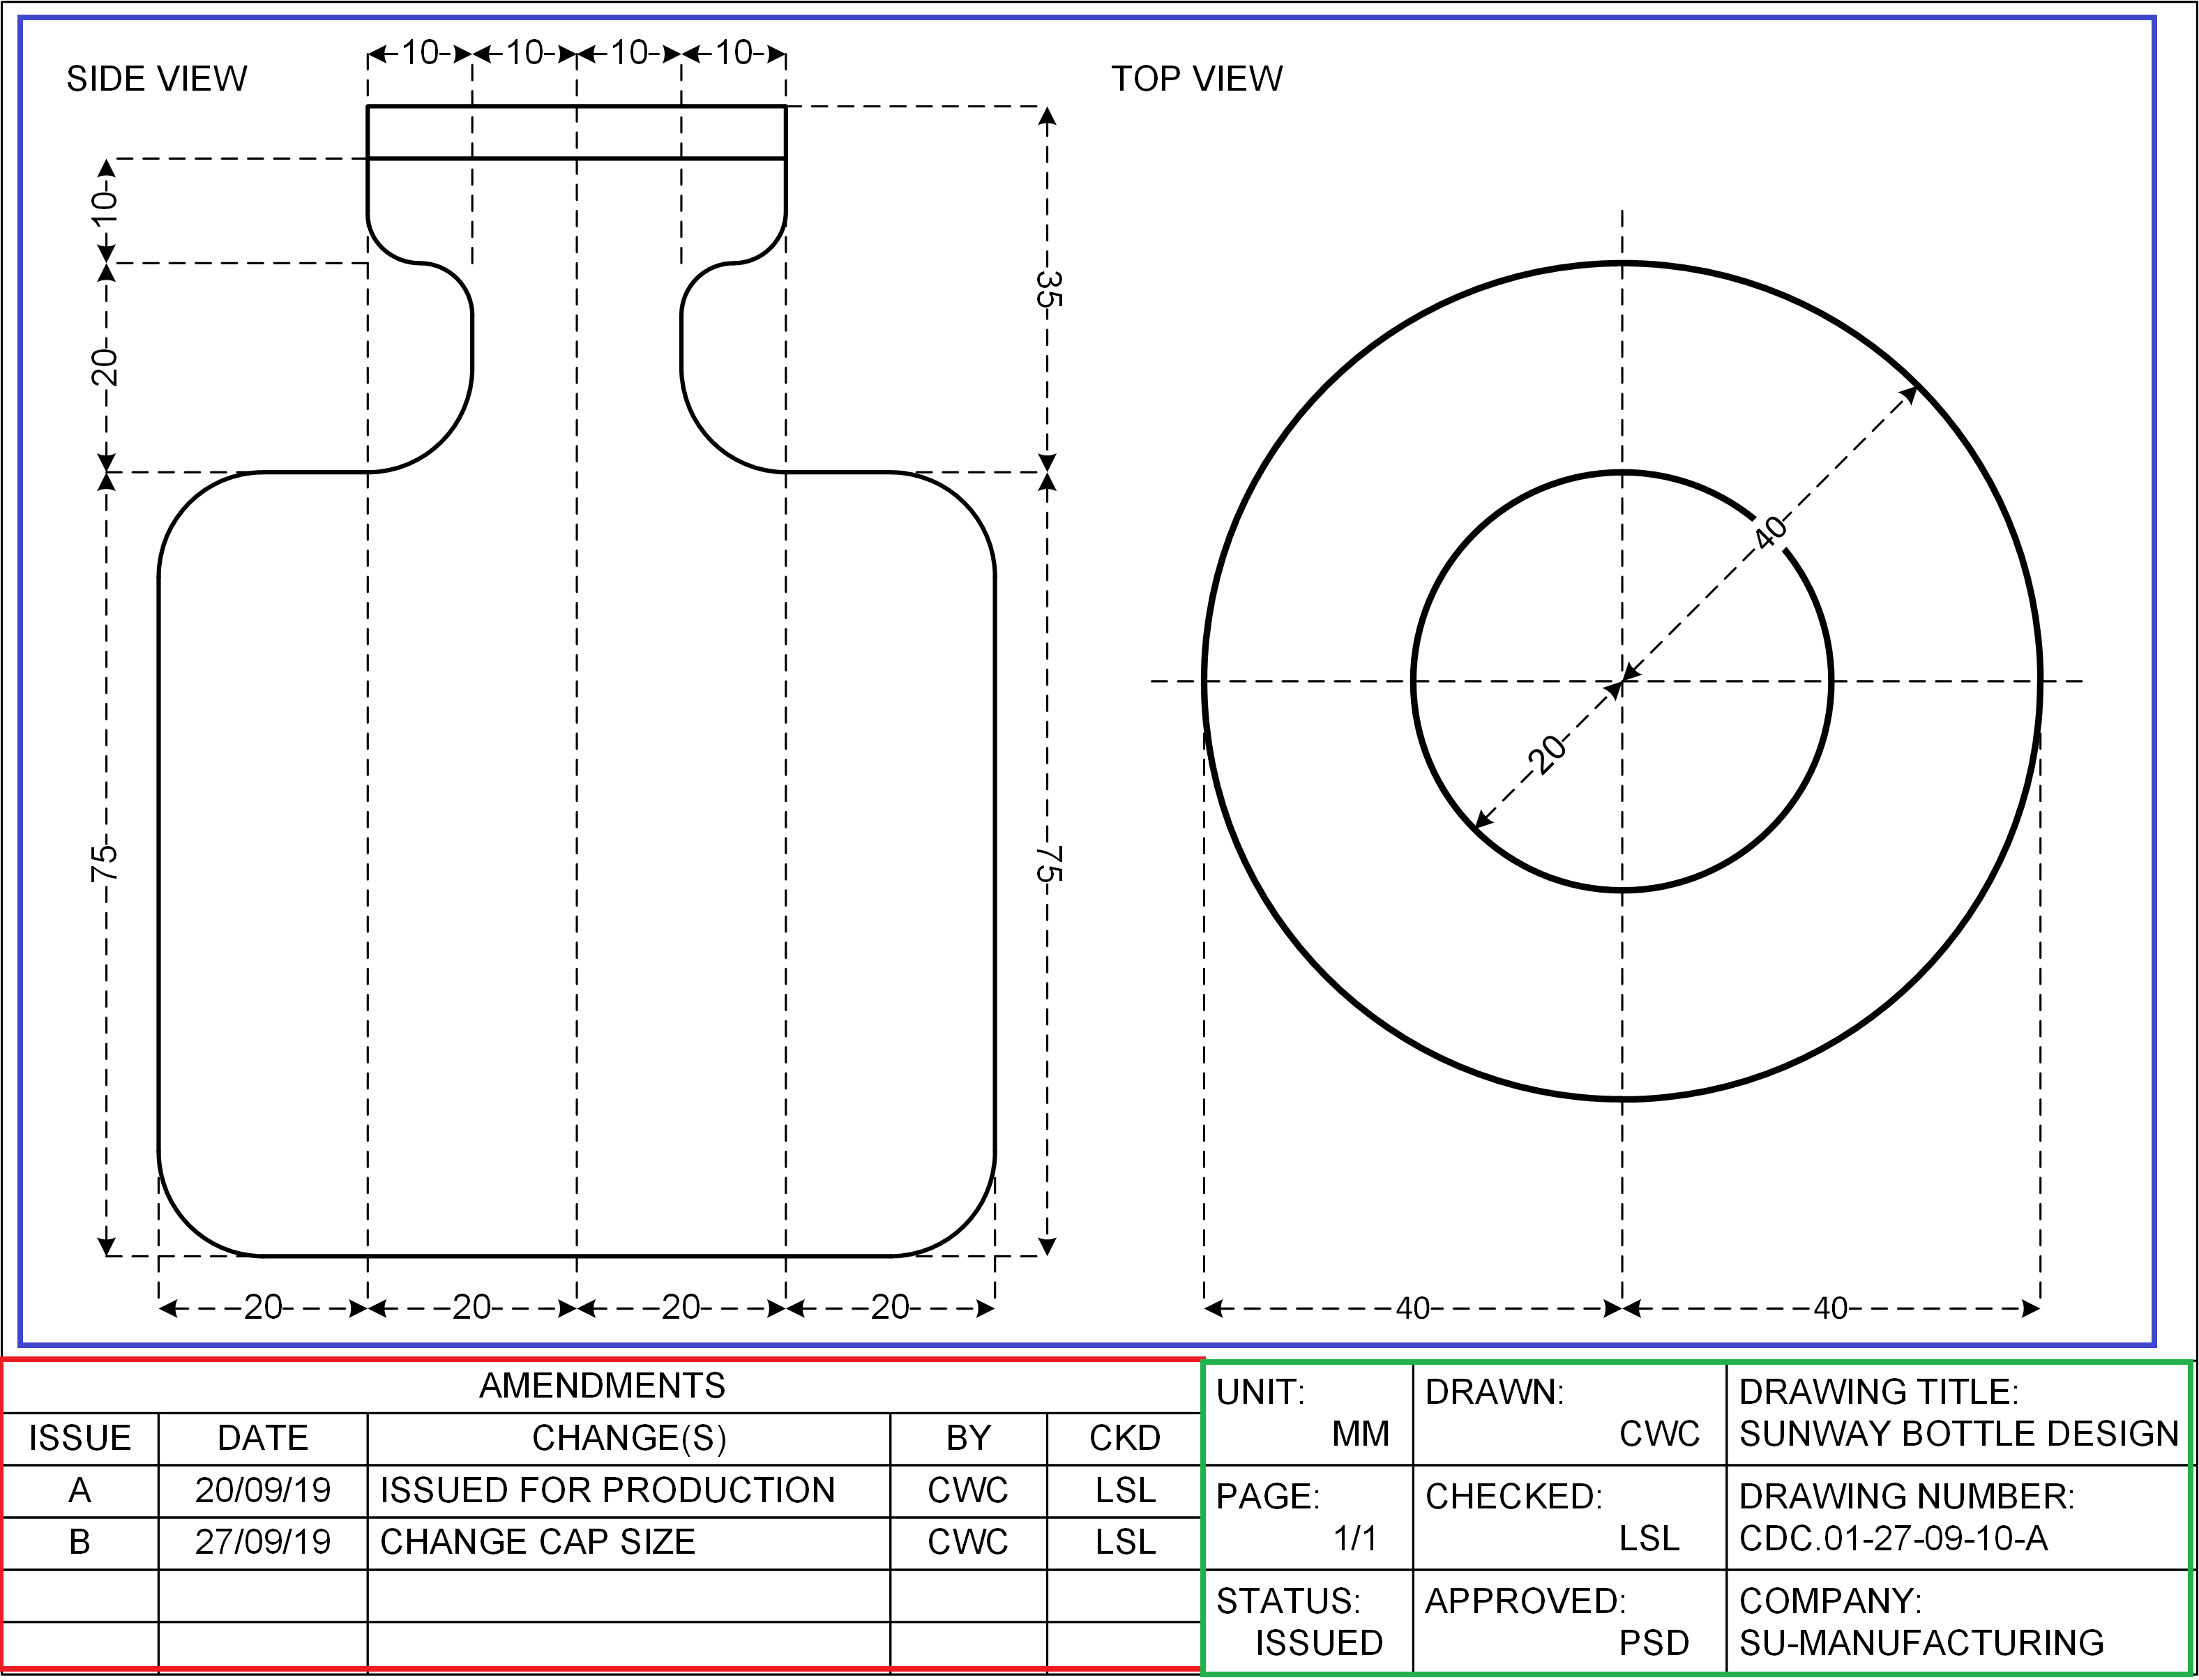 10 10 10 10
SIDE VIEW
TOP VIEW
10
20
75
35
75
20 20 20 20
40
20
40 40
AMENDMENTS
ISSUE DATE CHANGE(S) BY CKD
A 20/09/19 ISSUED FOR PRODUCTION CWC LSL
B 27/09/19 CHANGE CAP SIZE CWC LSL
UNIT:
MM
DRAWN:
CWC
DRAWING TITLE:
SUNWAY BOTTLE DESIGN
PAGE:
1/1
CHECKED:
LSL
DRAWING NUMBER:
CDC.01-27-09-10-A
STATUS:
ISSUED
APPROVED:
PSD
COMPANY:
SU-MANUFACTURING